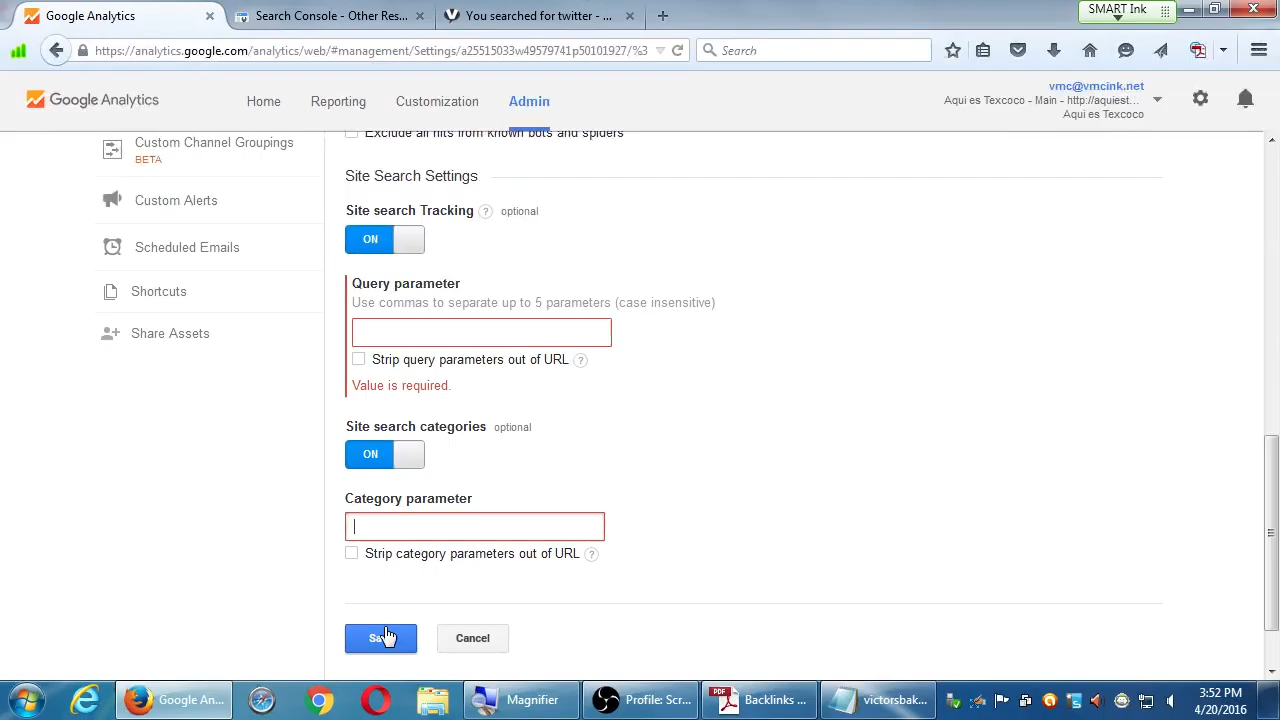 Google Analytics
Search Console - Other Res...
You searched for twitter - ...
SMART Ink
https://analytics.google.com/analytics/web/#management/Settings/a25515033w49579741p50101927/%3
Search
Google Analytics
Home
Reporting
Customization
Admin
vmc@vmcink.net
Aqui es Texcoco - Main - http://aquiest...
Aqui es Texcoco
Custom Channel Groupings
BETA
Custom Alerts
Scheduled Emails
Shortcuts
Share Assets
Exclude all hits from known bots and spiders
Site Search Settings
Site search Tracking ? optional
ON
Query parameter
Use commas to separate up to 5 parameters (case insensitive)
Strip query parameters out of URL ?
Value is required.
Site search categories optional
ON
Category parameter
Strip category parameters out of URL ?
Cancel
Google An...
Magnifier
Profile: Scr...
PDF
Backlinks ...
victorsbak...
3:52 PM
4/20/2016